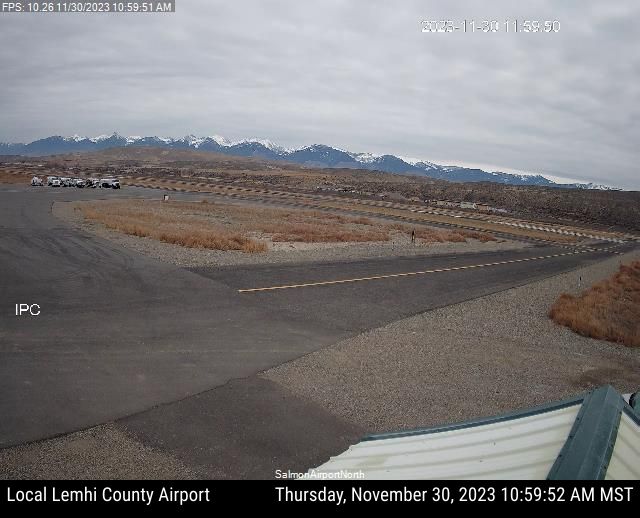 FPS: 10.26 11/30/2023 10:59:51 AM
2023-11-30 11:59:50
IPC
SalmonAirportNorth
Local Lemhi County Airport Thursday, November 30, 2023 10:59:52 AM MST